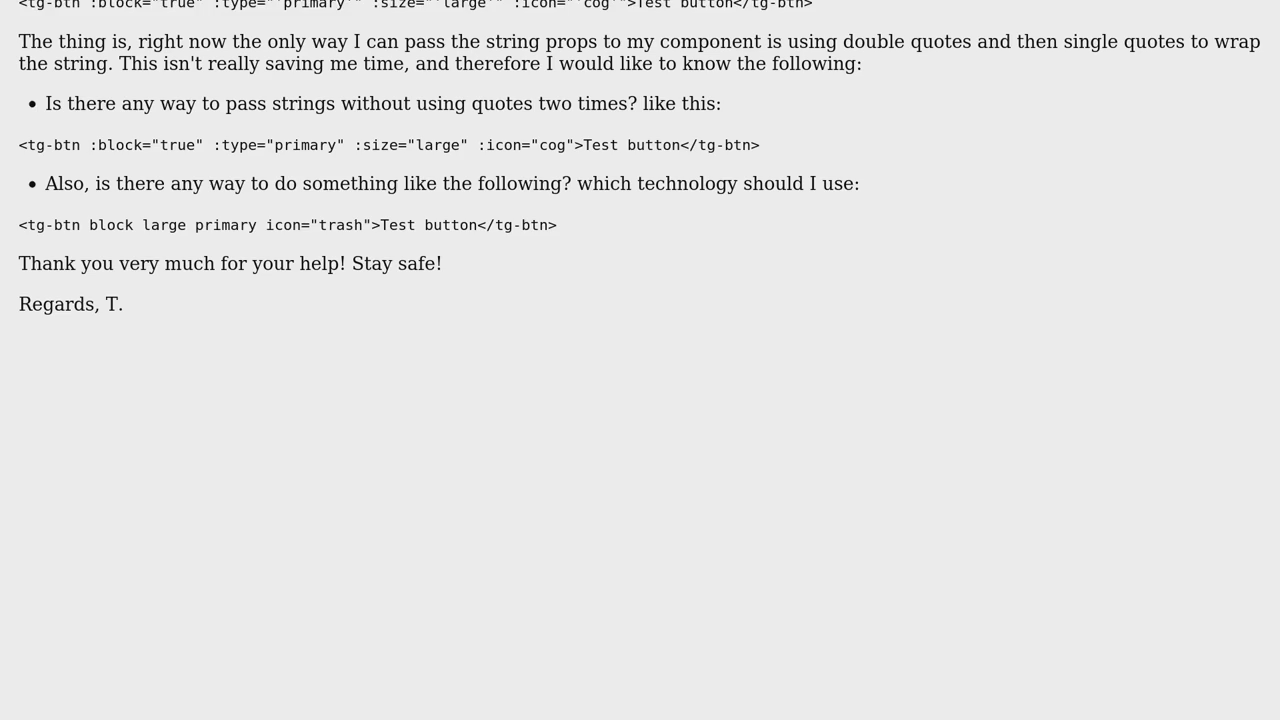 <tg-btn :block="true" :type="'primary'" :size="'large'" :icon="'cog'">Test button</tg-btn>
The thing is, right now the only way I can pass the string props to my component is using double quotes and then single quotes to wrap
the string. This isn't really saving me time, and therefore I would like to know the following:
• Is there any way to pass strings without using quotes two times? like this:
<tg-btn :block="true" :type="primary" :size="large" :icon="cog">Test button</tg-btn>
• Also, is there any way to do something like the following? which technology should I use:
<tg-btn block large primary icon="trash">Test button</tg-btn>
Thank you very much for your help! Stay safe!
Regards, T.